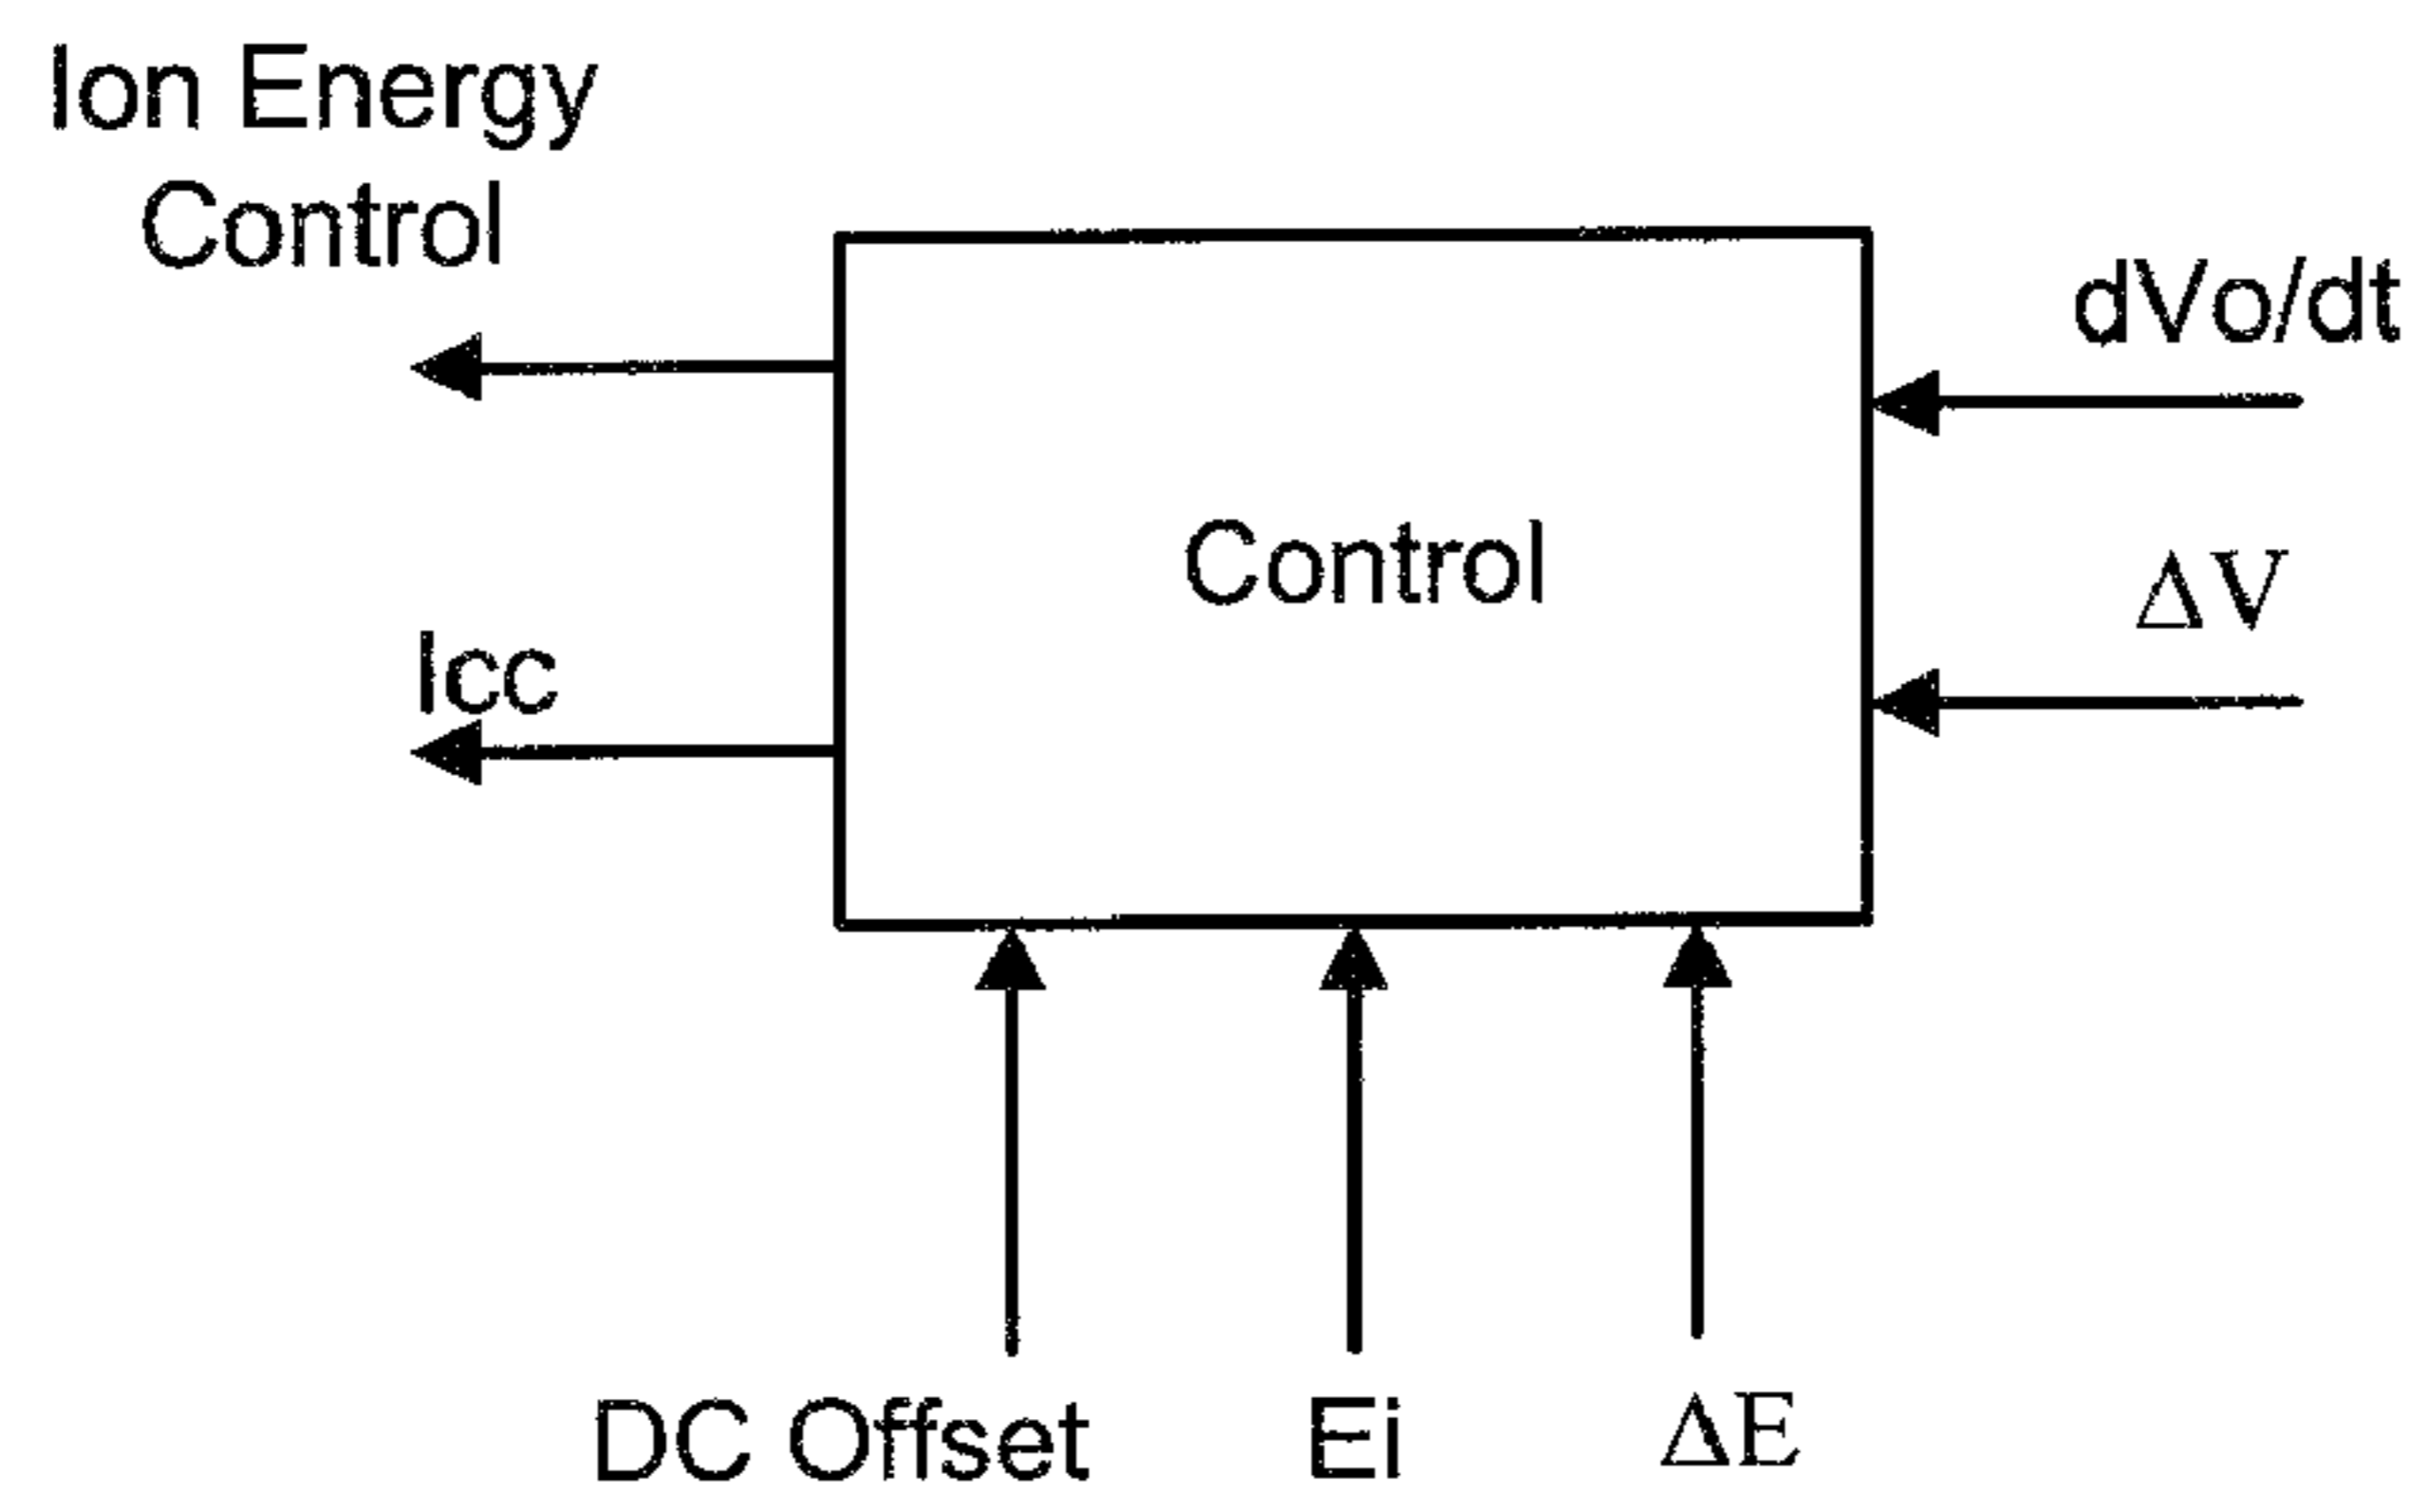 Ion Energy
Control
dVo/dt
Control
ΔV
Icc
DC Offset
Ei
ΔE